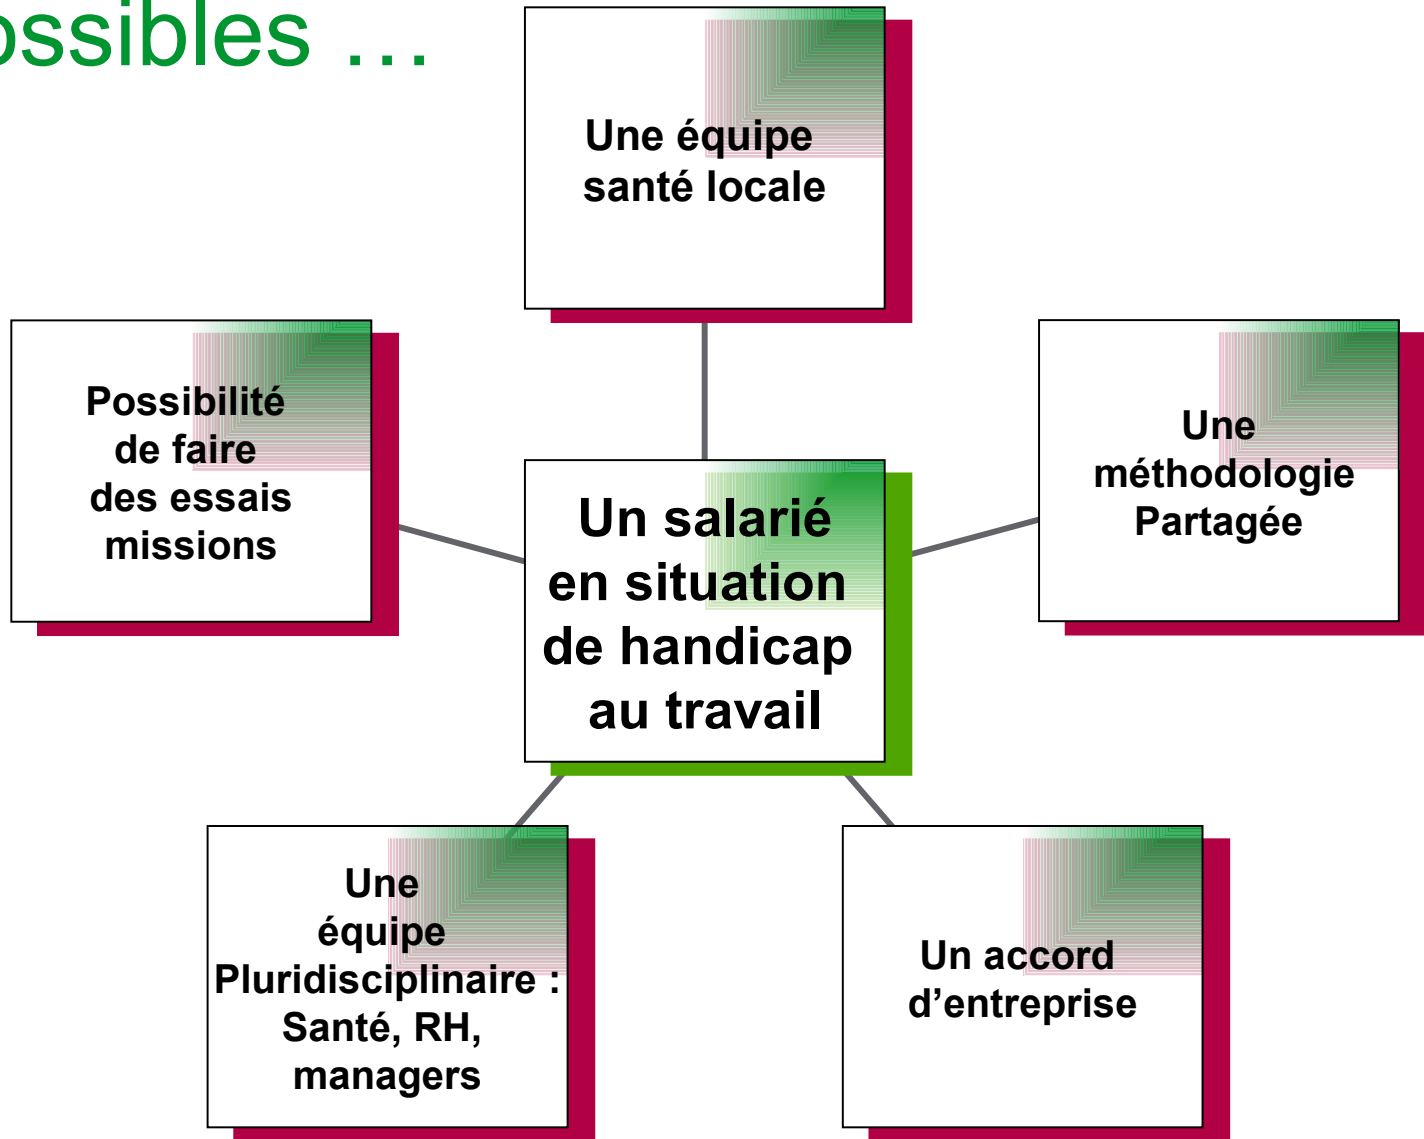 ossibles …
Une équipe
santé locale
Possibilité
de faire
des essais
missions
Une
méthodologie
Partagée
Un salarié
en situation
de handicap
au travail
Une
équipe
Pluridisciplinaire :
Santé, RH,
managers
Un accord
d’entreprise